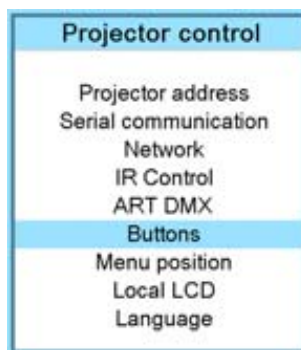 Projector control
Projector address
Serial communication
Network
IR Control
ART DMX
Buttons
Menu position
Local LCD
Language